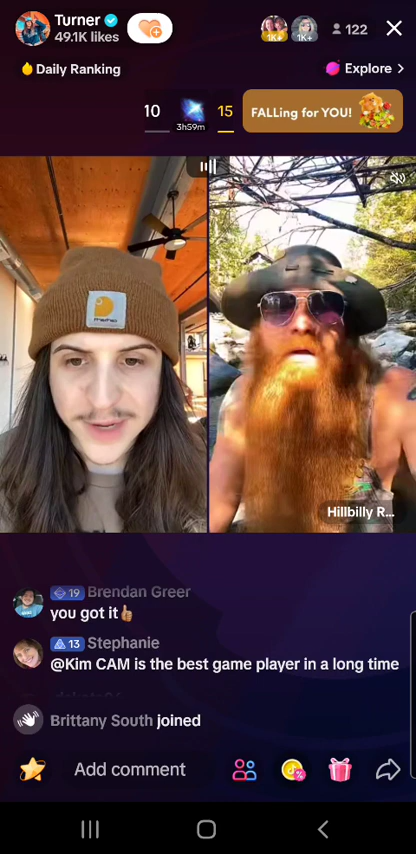 Turner
49.1K likes
1K+
1K+
122
Daily Ranking
Explore >
10
3h59m
15
FALLing for YOU!
carhartt
Hillbilly R...
19 Brendan Greer
you got it👍
13 Stephanie
@Kim CAM is the best game player in a long time
Brittany South joined
Add comment